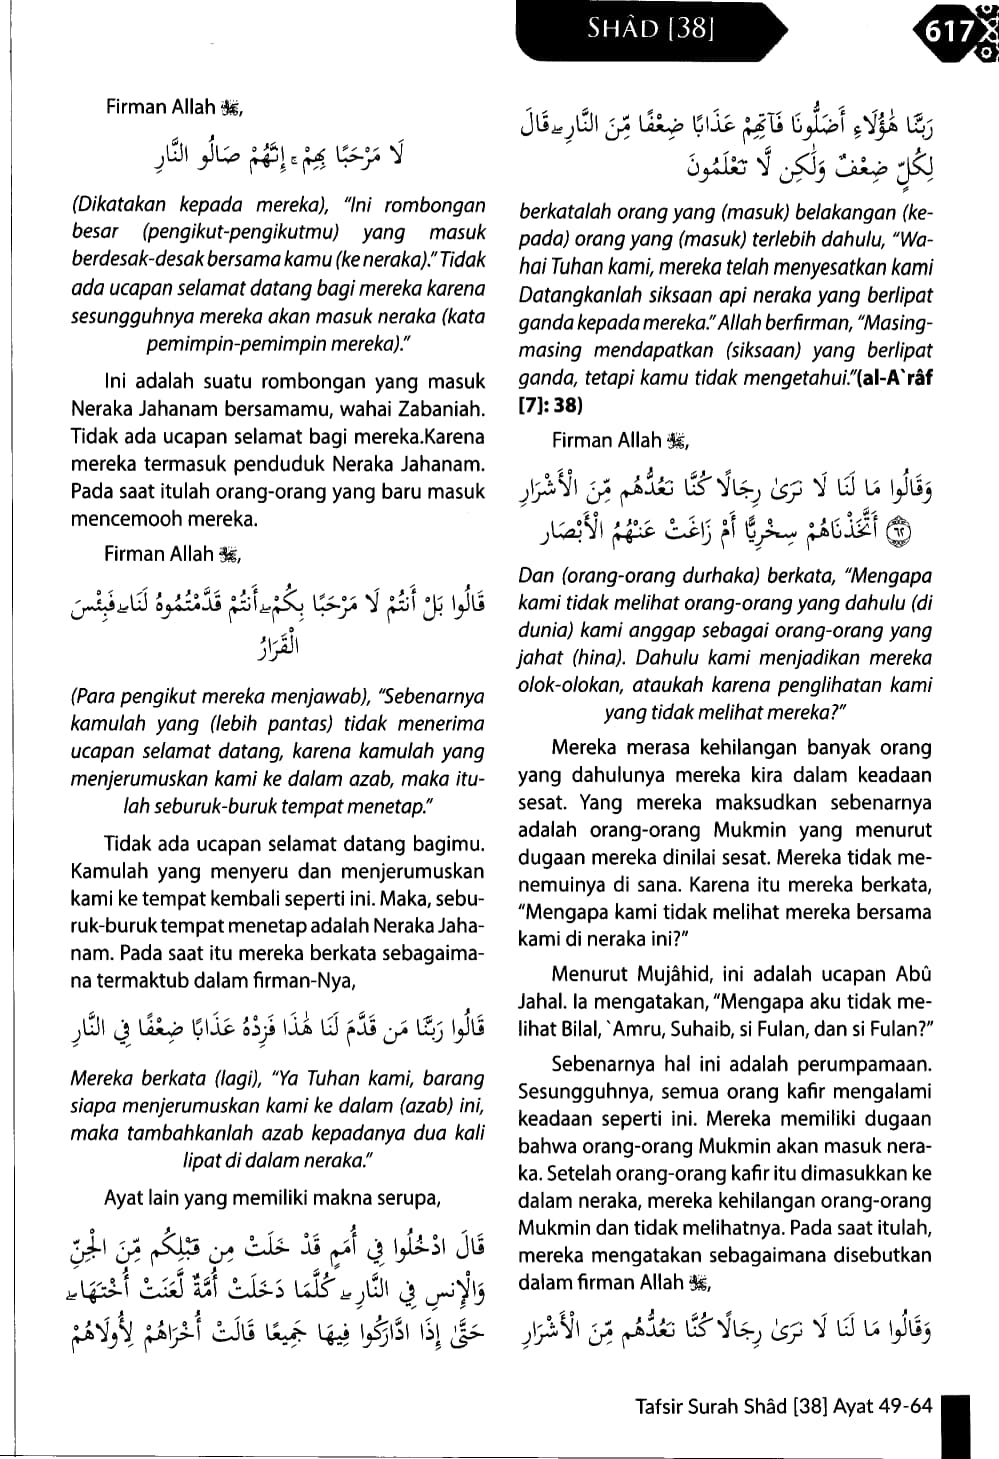 SHÂD [38]
617
Firman Allah ﷻ,
لَا مَرْحَبًا بِهِمْ ۚ إِنَّهُمْ صَالُو النَّارِ
(Dikatakan kepada mereka), “Ini rombongan
besar (pengikut-pengikutmu) yang masuk
berdesak-desak bersama kamu (ke neraka).” Tidak
ada ucapan selamat datang bagi mereka karena
sesungguhnya mereka akan masuk neraka (kata
pemimpin-pemimpin mereka).”
Ini adalah suatu rombongan yang masuk
Neraka Jahanam bersamamu, wahai Zabaniah.
Tidak ada ucapan selamat bagi mereka.Karena
mereka termasuk penduduk Neraka Jahanam.
Pada saat itulah orang-orang yang baru masuk
mencemooh mereka.
Firman Allah ﷻ,
قَالُوا بَلْ أَنتُمْ لَا مَرْحَبًا بِكُمْ ۖ أَنتُمْ قَدَّمْتُمُوهُ لَنَا ۖ فَبِئْسَ
الْقَرَارُ
(Para pengikut mereka menjawab), “Sebenarnya
kamulah yang (lebih pantas) tidak menerima
ucapan selamat datang, karena kamulah yang
menjerumuskan kami ke dalam azab, maka itu-
lah seburuk-buruk tempat menetap.”
Tidak ada ucapan selamat datang bagimu.
Kamulah yang menyeru dan menjerumuskan
kami ke tempat kembali seperti ini. Maka, sebu-
ruk-buruk tempat menetap adalah Neraka Jaha-
nam. Pada saat itu mereka berkata sebagaima-
na termaktub dalam firman-Nya,
قَالُوا رَبَّنَا مَن قَدَّمَ لَنَا هَٰذَا فَزِدْهُ عَذَابًا ضِعْفًا فِي النَّارِ
Mereka berkata (lagi), “Ya Tuhan kami, barang
siapa menjerumuskan kami ke dalam (azab) ini,
maka tambahkanlah azab kepadanya dua kali
lipat di dalam neraka.”
Ayat lain yang memiliki makna serupa,
قَالَ ادْخُلُوا فِي أُمَمٍ قَدْ خَلَتْ مِن قَبْلِكُم مِّنَ الْجِنِّ
وَالْإِنسِ فِي النَّارِ ۖ كُلَّمَا دَخَلَتْ أُمَّةٌ لَّعَنَتْ أُخْتَهَا ۖ
حَتَّىٰ إِذَا ادَّارَكُوا فِيهَا جَمِيعًا قَالَتْ أُخْرَاهُمْ لِأُولَاهُمْ
رَبَّنَا هَٰؤُلَاءِ أَضَلُّونَا فَآتِهِمْ عَذَابًا ضِعْفًا مِّنَ النَّارِ ۖ قَالَ
لِكُلٍّ ضِعْفٌ وَلَٰكِن لَّا تَعْلَمُونَ
berkatalah orang yang (masuk) belakangan (ke-
pada) orang yang (masuk) terlebih dahulu, “Wa-
hai Tuhan kami, mereka telah menyesatkan kami
Datangkanlah siksaan api neraka yang berlipat
ganda kepada mereka.” Allah berfirman, “Masing-
masing mendapatkan (siksaan) yang berlipat
ganda, tetapi kamu tidak mengetahui.”(al-A`râf
[7]: 38)
Firman Allah ﷻ,
وَقَالُوا مَا لَنَا لَا نَرَىٰ رِجَالًا كُنَّا نَعُدُّهُم مِّنَ الْأَشْرَارِ
﴿٦٢﴾ أَتَّخَذْنَاهُمْ سِخْرِيًّا أَمْ زَاغَتْ عَنْهُمُ الْأَبْصَارُ
Dan (orang-orang durhaka) berkata, “Mengapa
kami tidak melihat orang-orang yang dahulu (di
dunia) kami anggap sebagai orang-orang yang
jahat (hina). Dahulu kami menjadikan mereka
olok-olokan, ataukah karena penglihatan kami
yang tidak melihat mereka?”
Mereka merasa kehilangan banyak orang
yang dahulunya mereka kira dalam keadaan
sesat. Yang mereka maksudkan sebenarnya
adalah orang-orang Mukmin yang menurut
dugaan mereka dinilai sesat. Mereka tidak me-
nemuinya di sana. Karena itu mereka berkata,
“Mengapa kami tidak melihat mereka bersama
kami di neraka ini?”
Menurut Mujâhid, ini adalah ucapan Abû
Jahal. Ia mengatakan, “Mengapa aku tidak me-
lihat Bilal, `Amru, Suhaib, si Fulan, dan si Fulan?”
Sebenarnya hal ini adalah perumpamaan.
Sesungguhnya, semua orang kafir mengalami
keadaan seperti ini. Mereka memiliki dugaan
bahwa orang-orang Mukmin akan masuk nera-
ka. Setelah orang-orang kafir itu dimasukkan ke
dalam neraka, mereka kehilangan orang-orang
Mukmin dan tidak melihatnya. Pada saat itulah,
mereka mengatakan sebagaimana disebutkan
dalam firman Allah ﷻ,
وَقَالُوا مَا لَنَا لَا نَرَىٰ رِجَالًا كُنَّا نَعُدُّهُم مِّنَ الْأَشْرَارِ
Tafsir Surah Shâd [38] Ayat 49-64